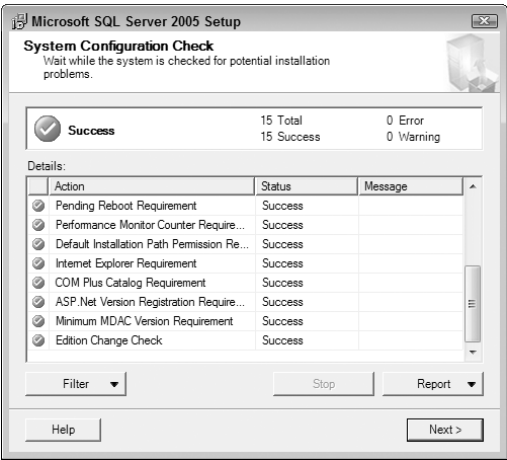 Microsoft SQL Server 2005 Setup
System Configuration Check
Wait while the system is checked for potential installation
problems.
Success
15 Total
0 Error
15 Success
0 Warning
Details:
Action Status Message
Pending Reboot Requirement Success
Performance Monitor Counter Require... Success
Default Installation Path Permission Re... Success
Internet Explorer Requirement Success
COM Plus Catalog Requirement Success
ASP.Net Version Registration Require... Success
Minimum MDAC Version Requirement Success
Edition Change Check Success
Filter Stop Report
Help Next >